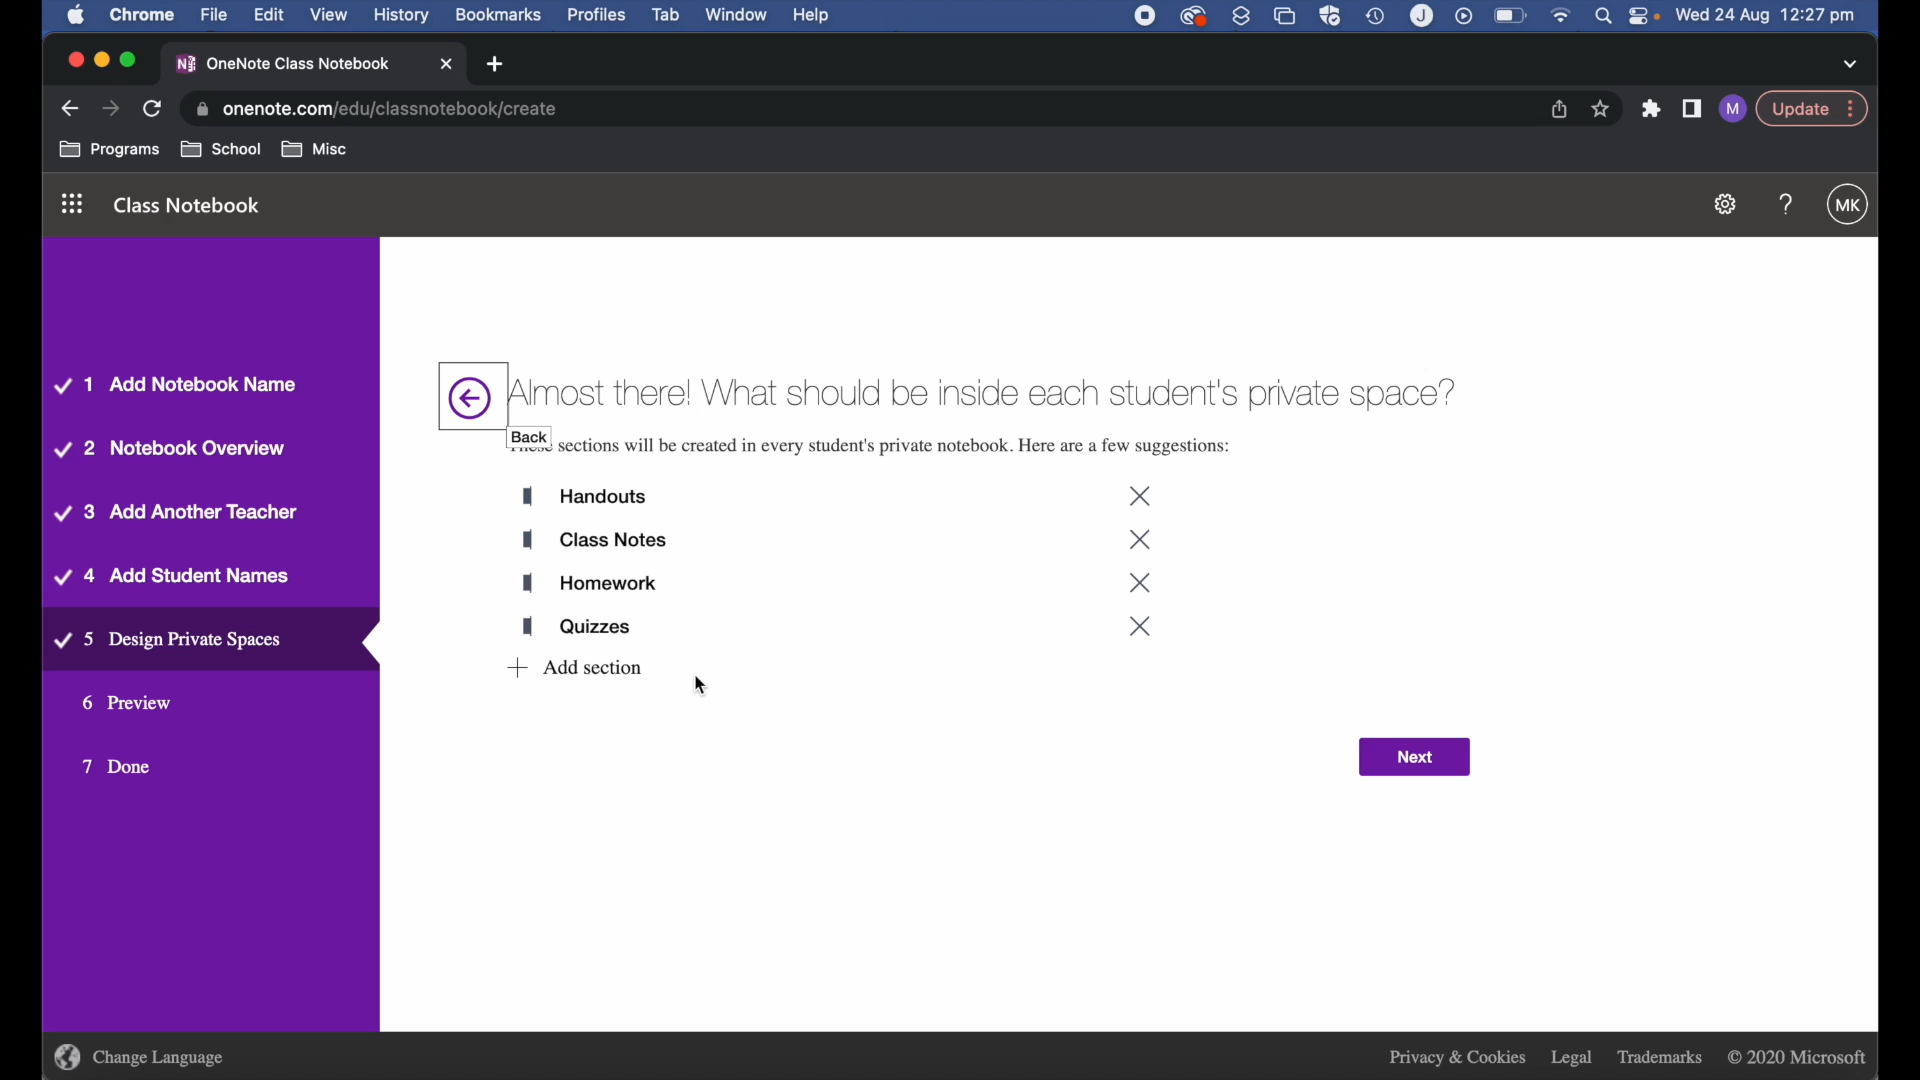 Chrome File Edit View History Bookmarks Profiles Tab Window Help J Wed 24 Aug 12:27 pm
N OneNote Class Notebook
onenote.com/edu/classnotebook/create M Update
Programs School Misc
Class Notebook ? MK
1 Add Notebook Name
2 Notebook Overview
3 Add Another Teacher
4 Add Student Names
5 Design Private Spaces
6 Preview
7 Done
Almost there! What should be inside each student's private space?
Back
These sections will be created in every student's private notebook. Here are a few suggestions:
Handouts
Class Notes
Homework
Quizzes
Add section
Next
Change Language Privacy & Cookies Legal Trademarks © 2020 Microsoft